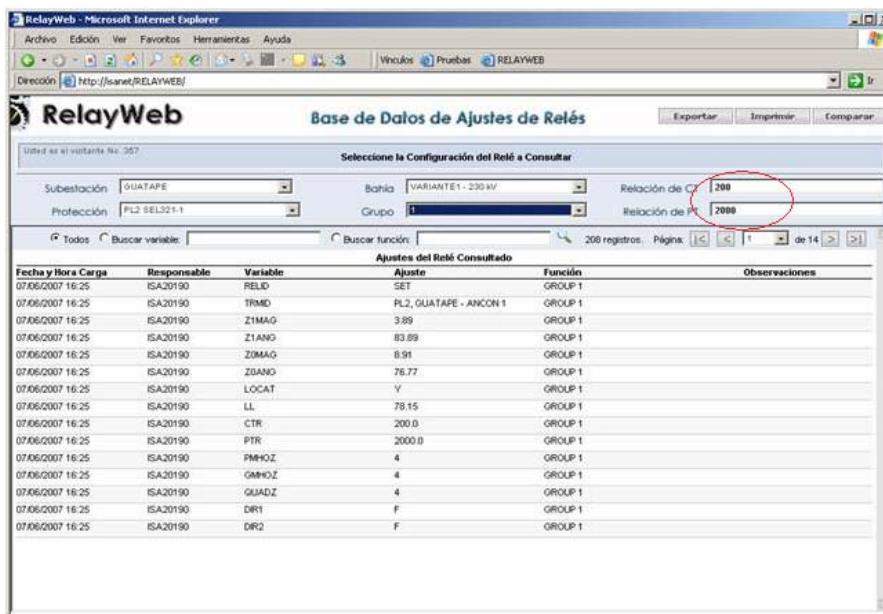 RelayWeb - Microsoft Internet Explorer
Archivo Edición Ver Favoritos Herramientas Ayuda
Vínculos Pruebas RELAYWEB
Dirección http://isanet/RELAYWEB/ Ir
RelayWeb Base de Datos de Ajustes de Relés Exportar Imprimir Comparar
Usted es el visitante No. 357
Seleccione la Configuración del Relé a Consultar
Subestación GUATAPE Bahía VARIANTE1 - 230 kV Relación de CT 200
Protección PL2 SEL321-1 Grupo 1 Relación de PT 2000
Todos Buscar variable: Buscar función: 208 registros. Página: |< < 1 de 14 > >|
Ajustes del Relé Consultado
Fecha y Hora Carga Responsable Variable Ajuste Función Observaciones
07/06/2007 16:25 ISA20190 RELID SET GROUP 1
07/06/2007 16:25 ISA20190 TRMID PL2, GUATAPE - ANCON 1 GROUP 1
07/06/2007 16:25 ISA20190 Z1MAG 3.89 GROUP 1
07/06/2007 16:25 ISA20190 Z1ANG 83.89 GROUP 1
07/06/2007 16:25 ISA20190 Z0MAG 8.91 GROUP 1
07/06/2007 16:25 ISA20190 Z0ANG 76.77 GROUP 1
07/06/2007 16:25 ISA20190 LOCAT Y GROUP 1
07/06/2007 16:25 ISA20190 LL 78.15 GROUP 1
07/06/2007 16:25 ISA20190 CTR 200.0 GROUP 1
07/06/2007 16:25 ISA20190 PTR 2000.0 GROUP 1
07/06/2007 16:25 ISA20190 PMHOZ 4 GROUP 1
07/06/2007 16:25 ISA20190 GMHOZ 4 GROUP 1
07/06/2007 16:25 ISA20190 QUADZ 4 GROUP 1
07/06/2007 16:25 ISA20190 DIR1 F GROUP 1
07/06/2007 16:25 ISA20190 DIR2 F GROUP 1